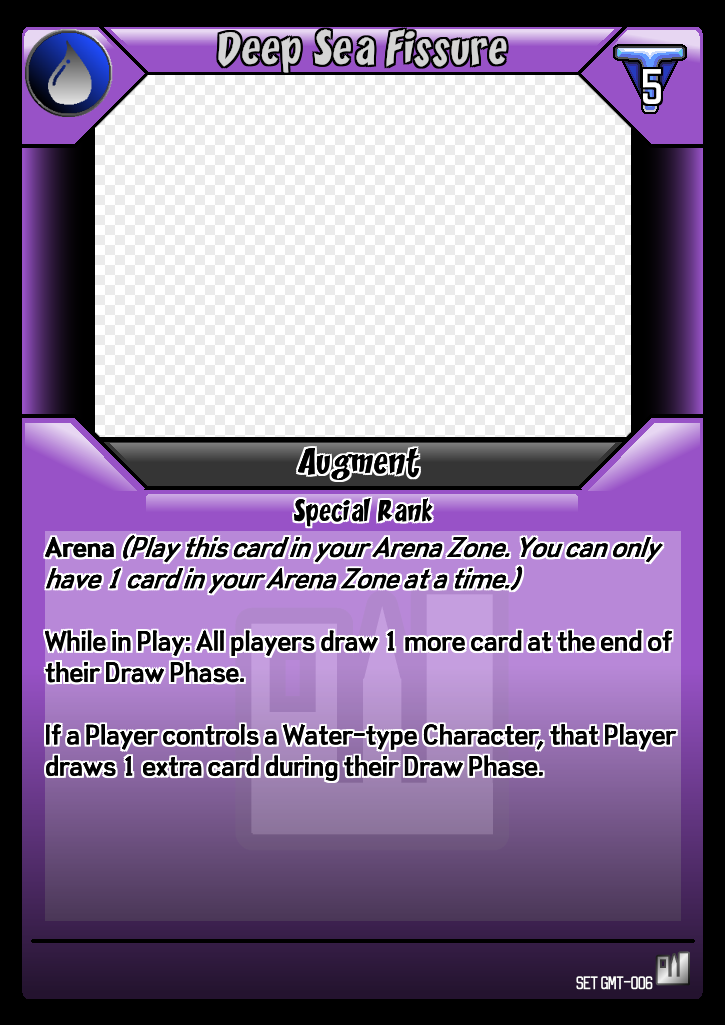 Deep Sea Fissure
5
Augment
Special Rank
Arena (Play this card in your Arena Zone. You can only
have 1 card in your Arena Zone at a time.)
While in Play: All players draw 1 more card at the end of
their Draw Phase.
If a Player controls a Water-type Character, that Player
draws 1 extra card during their Draw Phase.
SET GMT-006